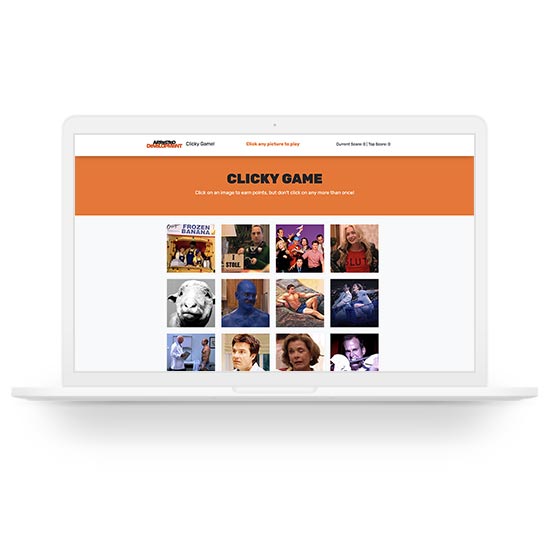 ARRESTED
DEVELOPMENT
Clicky Game!
Click any picture to play
Current Score: 0 | Top Score: 0
CLICKY GAME
Click on an image to earn points, but don't click on any more than once!
FROZEN
BANANA
I
STOLE
SLUT